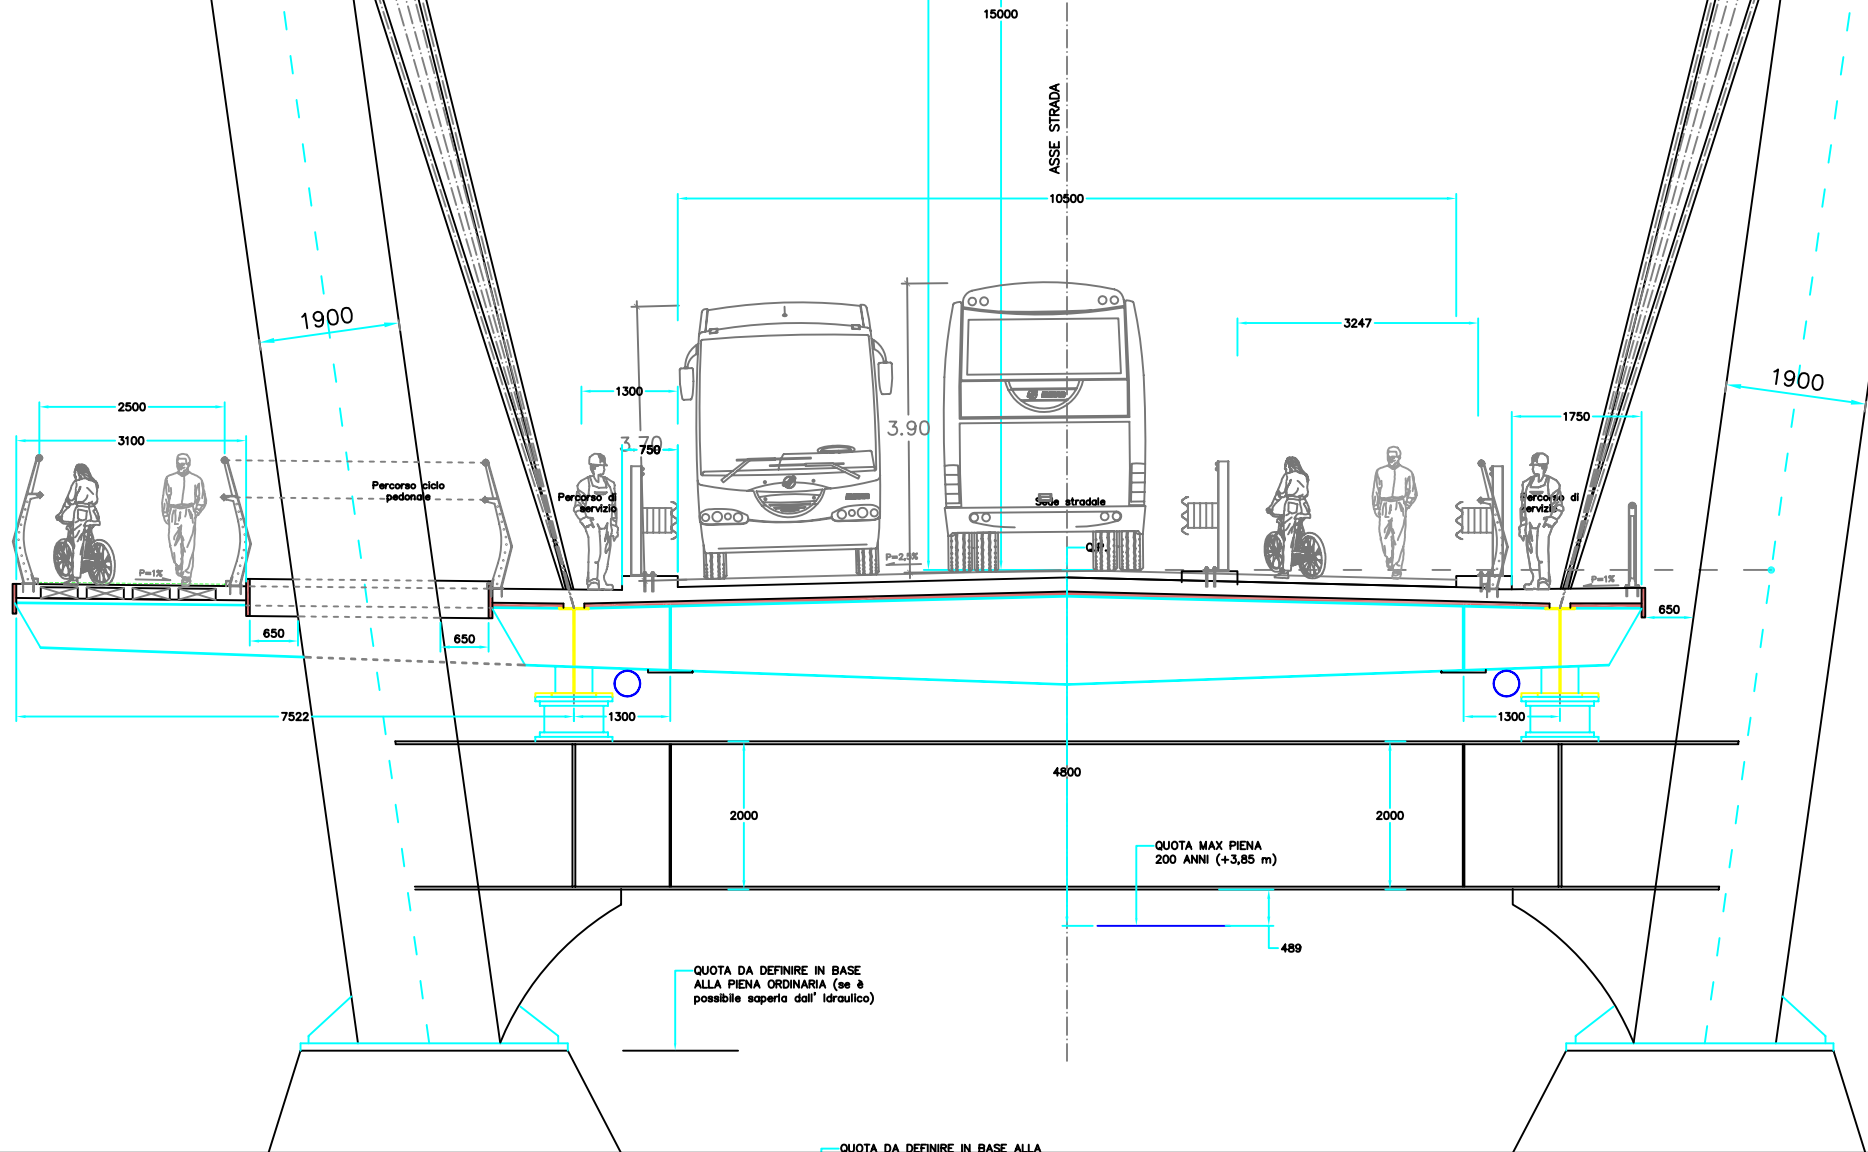 15000
ASSE STRADA
10500
1900
3247
1900
1300
2500
3.70
3.90
1750
3100
750
Percorso ciclo
pedonale
Percorso di
servizio
Sede stradale
Percorso di
servizio
Q.P.
P=2,5%
P=1%
P=1%
650
650
650
7522
1300
1300
4800
2000
2000
QUOTA MAX PIENA
200 ANNI (+3,85 m)
489
QUOTA DA DEFINIRE IN BASE
ALLA PIENA ORDINARIA (se è
possibile saperla dall' Idraulico)
QUOTA DA DEFINIRE IN BASE ALLA